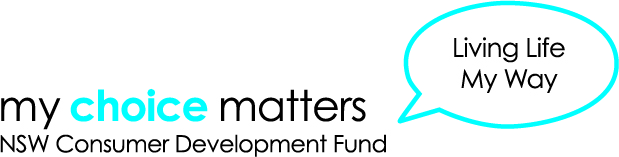 my choice matters
NSW Consumer Development Fund
Living Life
My Way